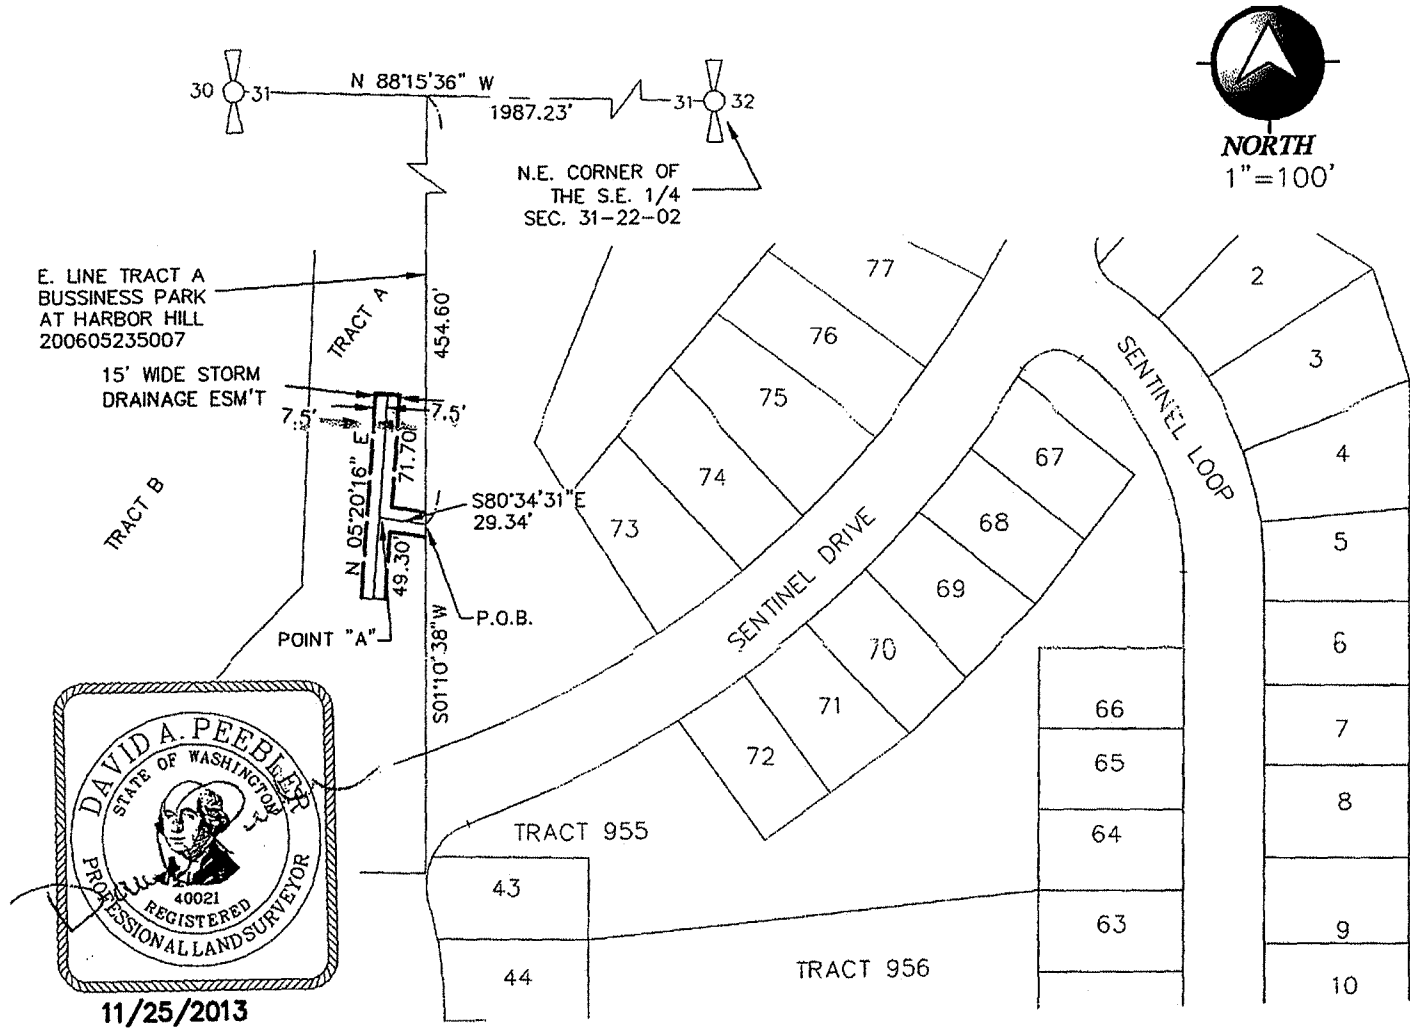 30
31
N 88°15'36" W
1987.23'
31
32
NORTH
1"=100'
N.E. CORNER OF
THE S.E. 1/4
SEC. 31-22-02
E. LINE TRACT A
BUSSINESS PARK
AT HARBOR HILL
200605235007
TRACT A
454.60'
15' WIDE STORM
DRAINAGE ESM'T
7.5'
7.5'
N 05°20'16" E
71.70
S80°34'31"E
29.34'
49.30'
TRACT B
P.O.B.
POINT "A"
S01°10'38"W
77
76
75
74
73
SENTINEL DRIVE
SENTINEL LOOP
67
68
69
70
71
72
2
3
4
5
6
7
8
9
10
66
65
64
63
TRACT 955
43
44
TRACT 956
DAVID A. PEEBLER
STATE OF WASHINGTON
40021
REGISTERED
PROFESSIONAL LAND SURVEYOR
11/25/2013